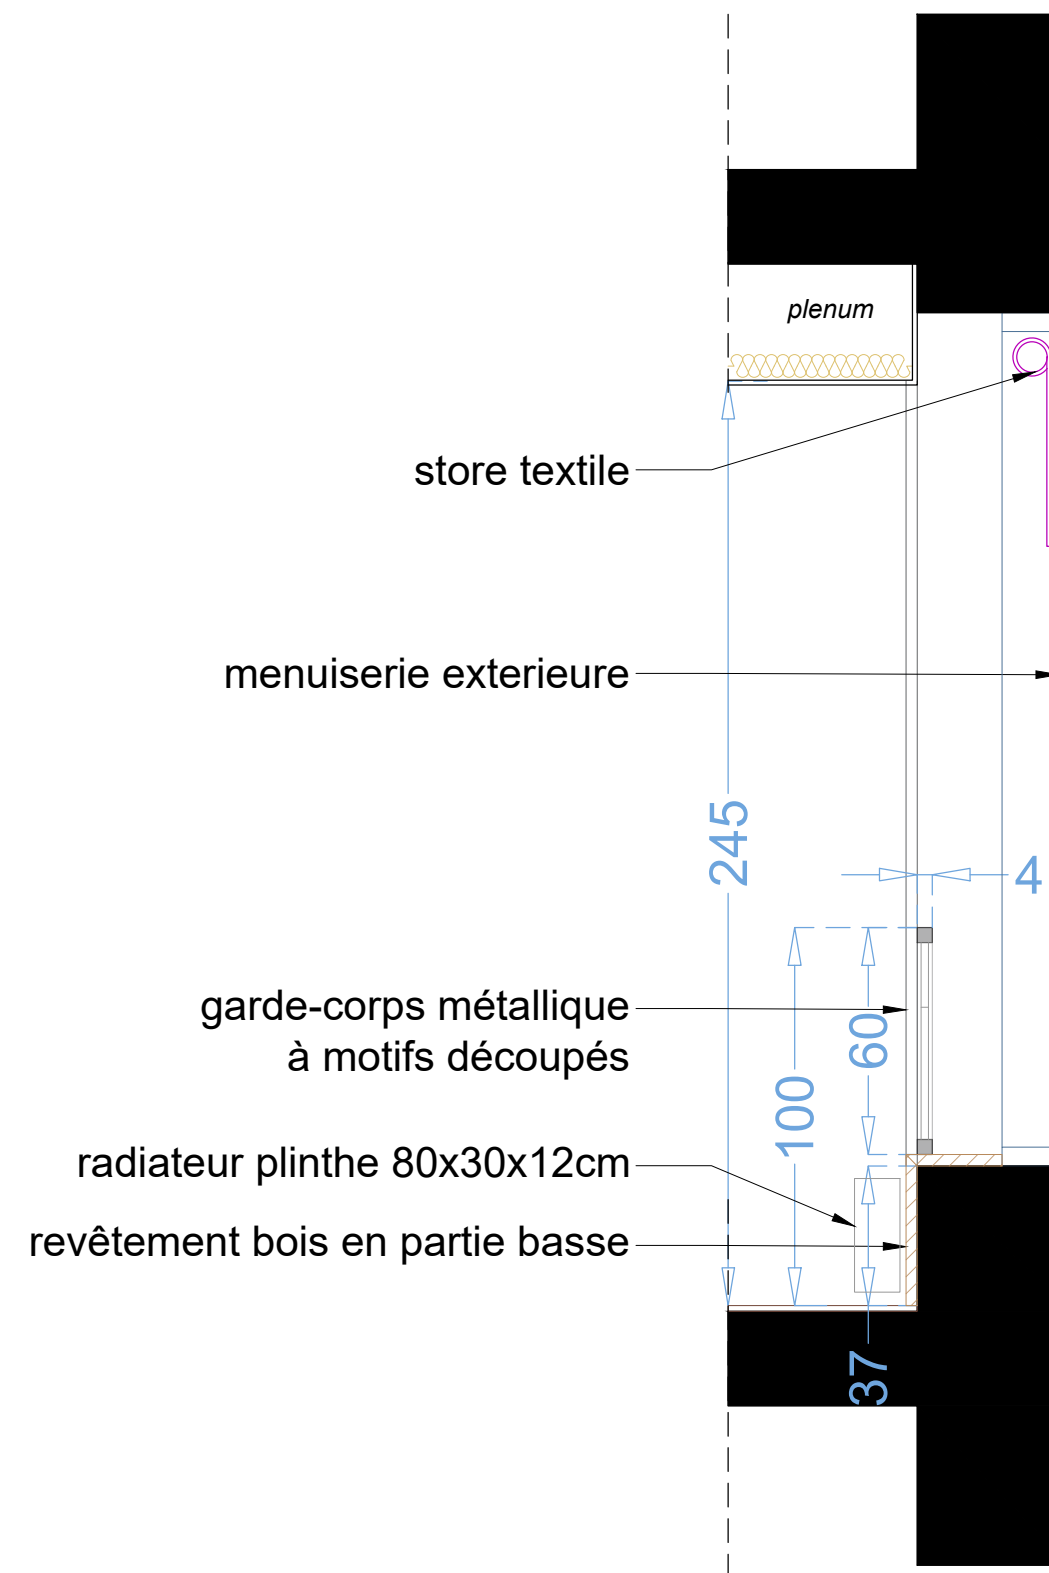 plenum
store textile
menuiserie exterieure
245
4
garde-corps métallique
à motifs découpés
60
100
radiateur plinthe 80x30x12cm
revêtement bois en partie basse
37